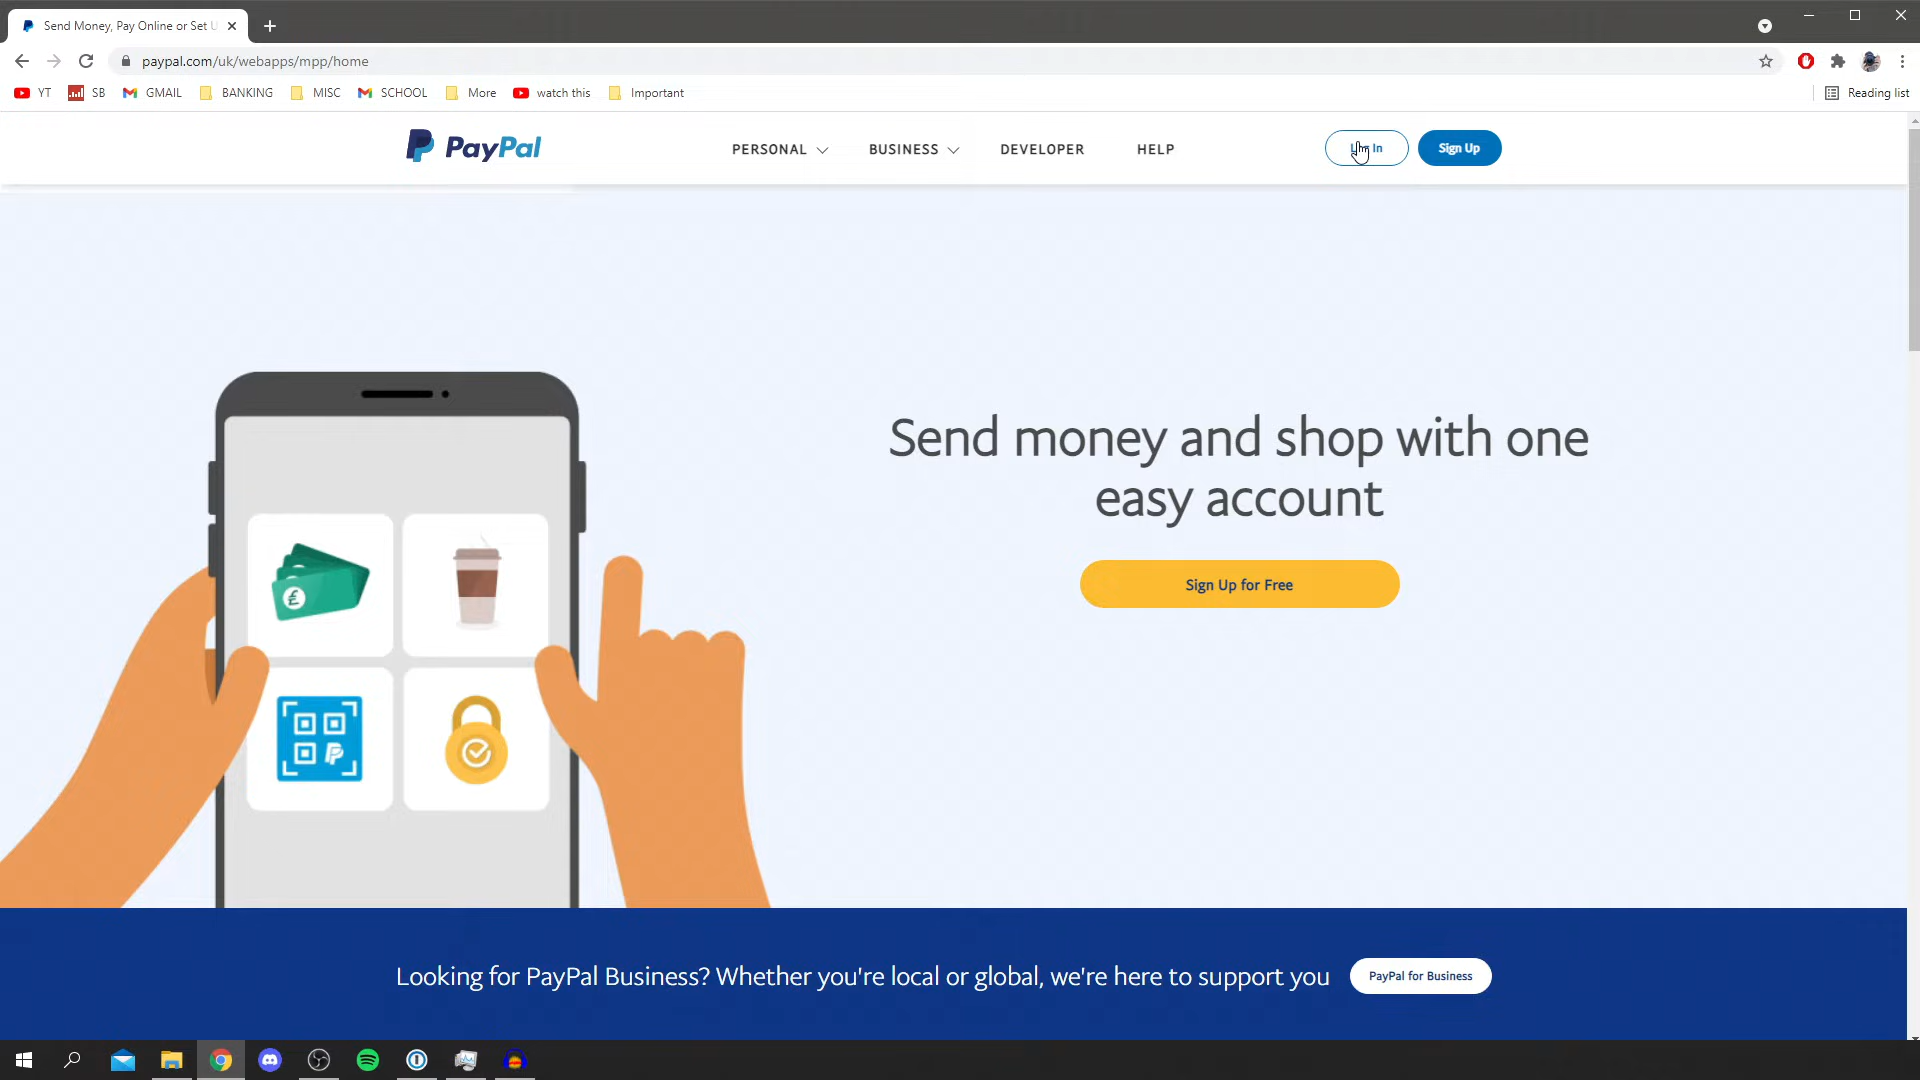 Send Money, Pay Online or Set U
paypal.com/uk/webapps/mpp/home
YT SB GMAIL BANKING MISC SCHOOL More watch this Important Reading list
PayPal PERSONAL BUSINESS DEVELOPER HELP In Sign Up
Send money and shop with one
easy account
Sign Up for Free
£
Looking for PayPal Business? Whether you're local or global, we're here to support you PayPal for Business